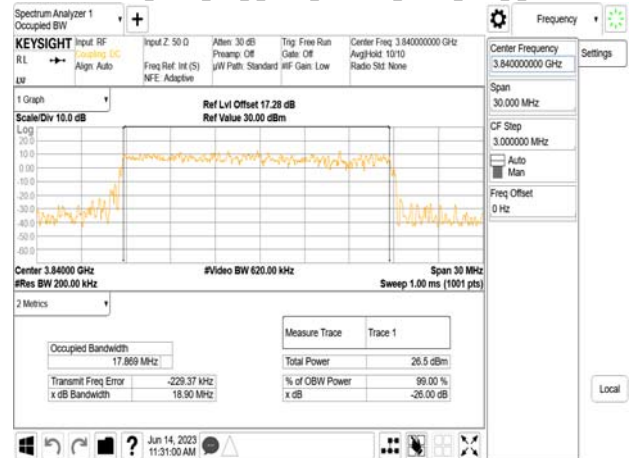 Spectrum Analyzer 1
Occupied BW
Frequency
KEYSIGHT
Input: RF
Coupling: DC
Align: Auto
Input Z: 50 Ω
Freq Ref: Int (S)
NFE: Adaptive
Atten: 30 dB
Preamp: Off
µW Path: Standard
Trig: Free Run
Gate: Off
#IF Gain: Low
Center Freq: 3.840000000 GHz
Avg|Hold: 10/10
Radio Std: None
RL
Center Frequency
3.840000000 GHz
Settings
Span
30.000 MHz
CF Step
3.000000 MHz
Auto
Man
Freq Offset
0 Hz
Local
1 Graph
Scale/Div 10.0 dB
Ref Lvl Offset 17.28 dB
Ref Value 30.00 dBm
Log
20.0
10.0
0.00
-10.0
-20.0
-30.0
-40.0
-50.0
-60.0
Center 3.84000 GHz
#Video BW 620.00 kHz
Span 30 MHz
#Res BW 200.00 kHz
Sweep 1.00 ms (1001 pts)
2 Metrics
Measure Trace Trace 1
Occupied Bandwidth
17.869 MHz
Total Power 26.5 dBm
Transmit Freq Error -229.37 kHz
% of OBW Power 99.00 %
x dB Bandwidth 18.90 MHz
x dB -26.00 dB
?
Jun 14, 2023
11:31:00 AM